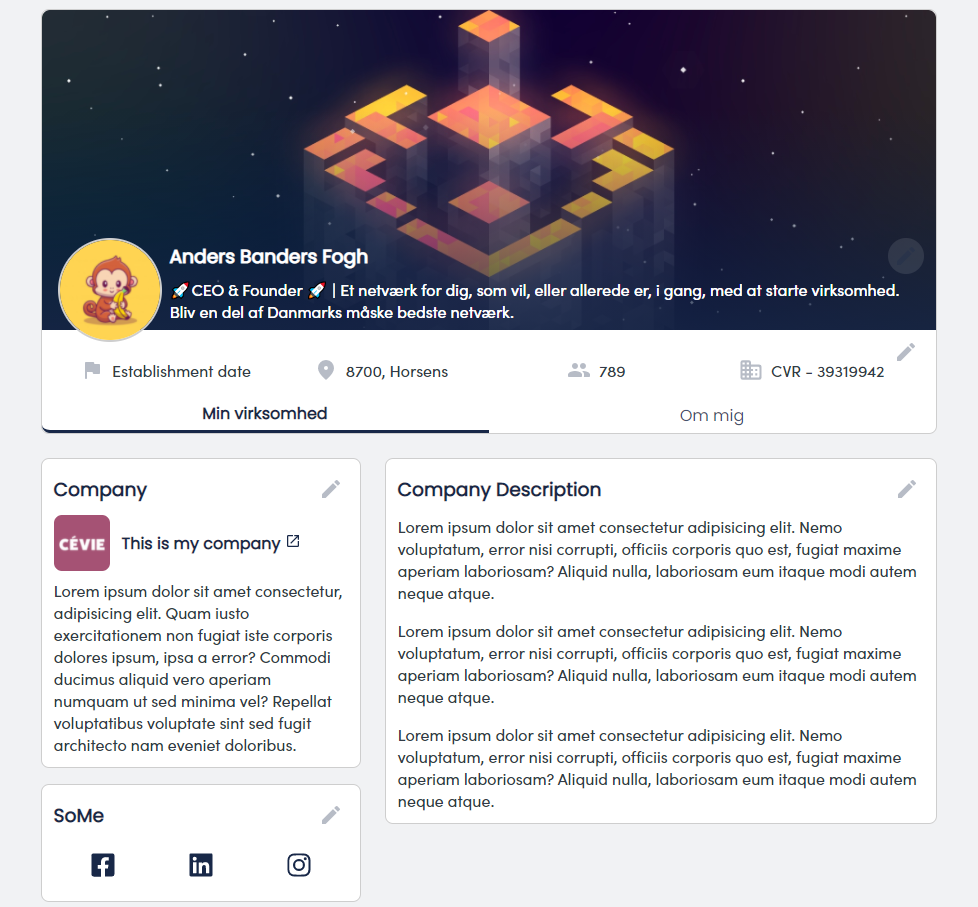 Anders Banders Fogh
🚀 CEO & Founder 🚀 | Et netværk for dig, som vil, eller allerede er, i gang, med at starte virksomhed.
Bliv en del af Danmarks måske bedste netværk.
Establishment date
8700, Horsens
789
CVR - 39319942
Min virksomhed
Om mig
Company
CÉVIE
This is my company
Lorem ipsum dolor sit amet consectetur,
adipisicing elit. Quam iusto
exercitationem non fugiat iste corporis
dolores ipsum, ipsa a error? Commodi
ducimus aliquid vero aperiam
numquam ut sed minima vel? Repellat
voluptatibus voluptate sint sed fugit
architecto nam eveniet doloribus.
SoMe
Company Description
Lorem ipsum dolor sit amet consectetur adipisicing elit. Nemo
voluptatum, error nisi corrupti, officiis corporis quo est, fugiat maxime
aperiam laboriosam? Aliquid nulla, laboriosam eum itaque modi autem
neque atque.
Lorem ipsum dolor sit amet consectetur adipisicing elit. Nemo
voluptatum, error nisi corrupti, officiis corporis quo est, fugiat maxime
aperiam laboriosam? Aliquid nulla, laboriosam eum itaque modi autem
neque atque.
Lorem ipsum dolor sit amet consectetur adipisicing elit. Nemo
voluptatum, error nisi corrupti, officiis corporis quo est, fugiat maxime
aperiam laboriosam? Aliquid nulla, laboriosam eum itaque modi autem
neque atque.